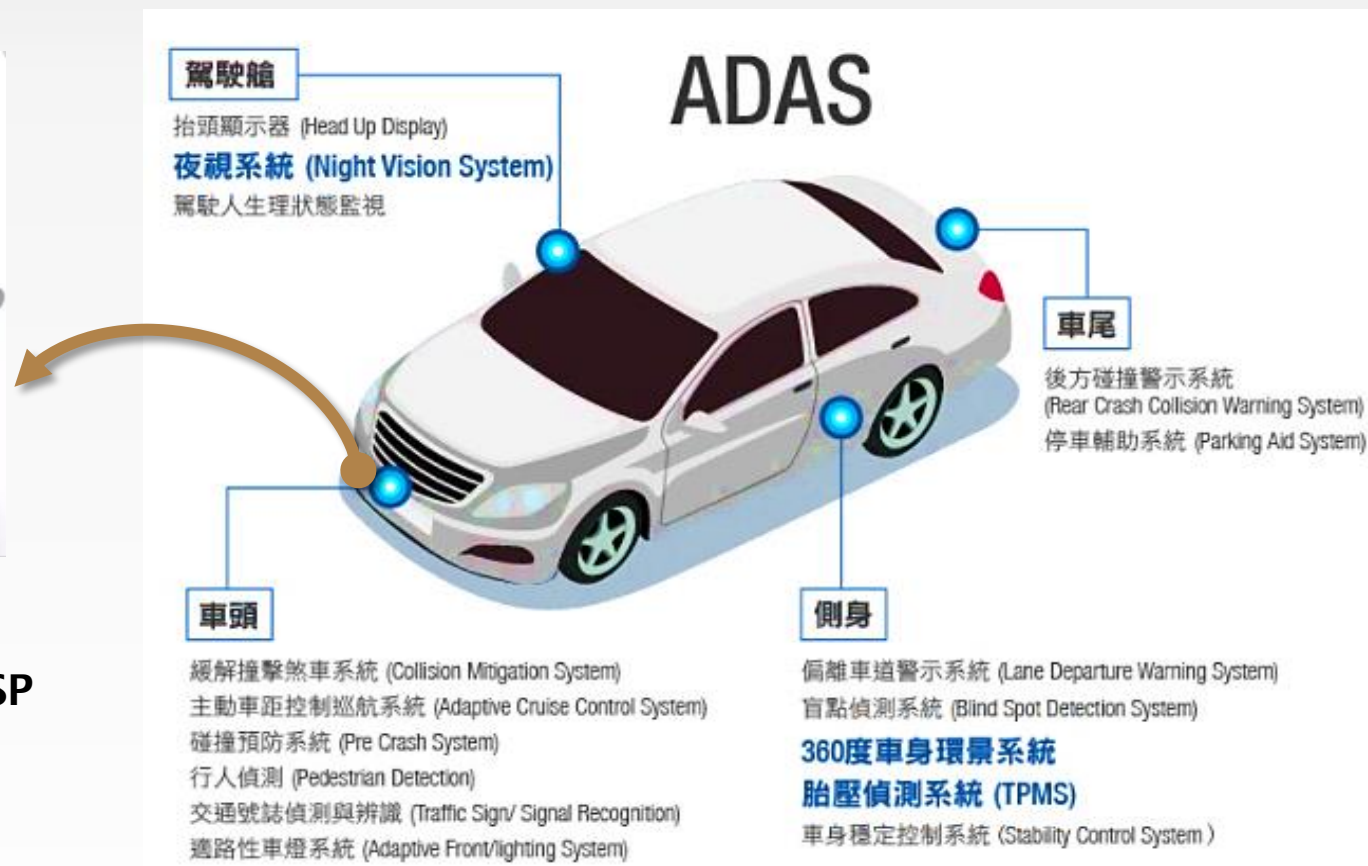 ADAS
駕駛艙
抬頭顯示器 (Head Up Display)
夜視系統 (Night Vision System)
駕駛人生理狀態監視
車尾
後方碰撞警示系統
(Rear Crash Collision Warning System)
停車輔助系統 (Parking Aid System)
車頭
緩解撞擊煞車系統 (Collision Mitigation System)
主動車距控制巡航系統 (Adaptive Cruise Control System)
碰撞預防系統 (Pre Crash System)
行人偵測 (Pedestrian Detection)
交通號誌偵測與辨識 (Traffic Sign/ Signal Recognition)
適路性車燈系統 (Adaptive Front/lighting System)
側身
偏離車道警示系統 (Lane Departure Warning System)
盲點偵測系統 (Blind Spot Detection System)
360度車身環景系統
胎壓偵測系統 (TPMS)
車身穩定控制系統 (Stability Control System)
SP